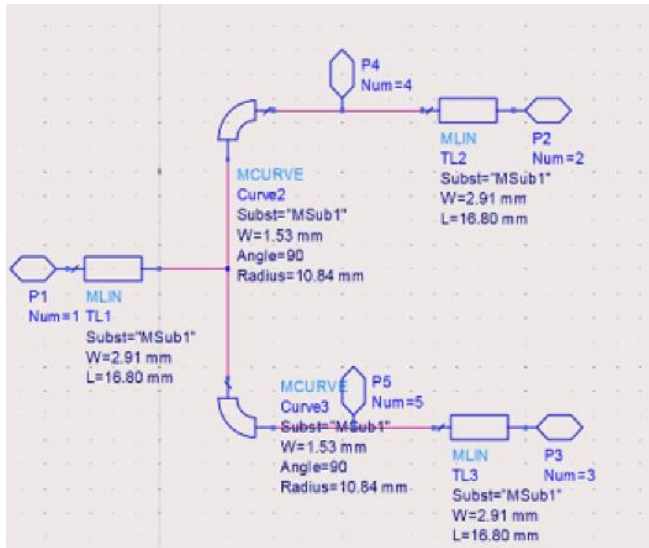 P4
Num=4
MLIN
TL2
Subst="MSub1"
W=2.91 mm
L=16.80 mm
P2
Num=2
MCURVE
Curve2
Subst="MSub1"
W=1.53 mm
Angle=90
Radius=10.84 mm
P1
Num=1
MLIN
TL1
Subst="MSub1"
W=2.91 mm
L=16.80 mm
MCURVE
Curve3
Subst="MSub1"
W=1.53 mm
Angle=90
Radius=10.84 mm
P5
Num=5
MLIN
TL3
Subst="MSub1"
W=2.91 mm
L=16.80 mm
P3
Num=3